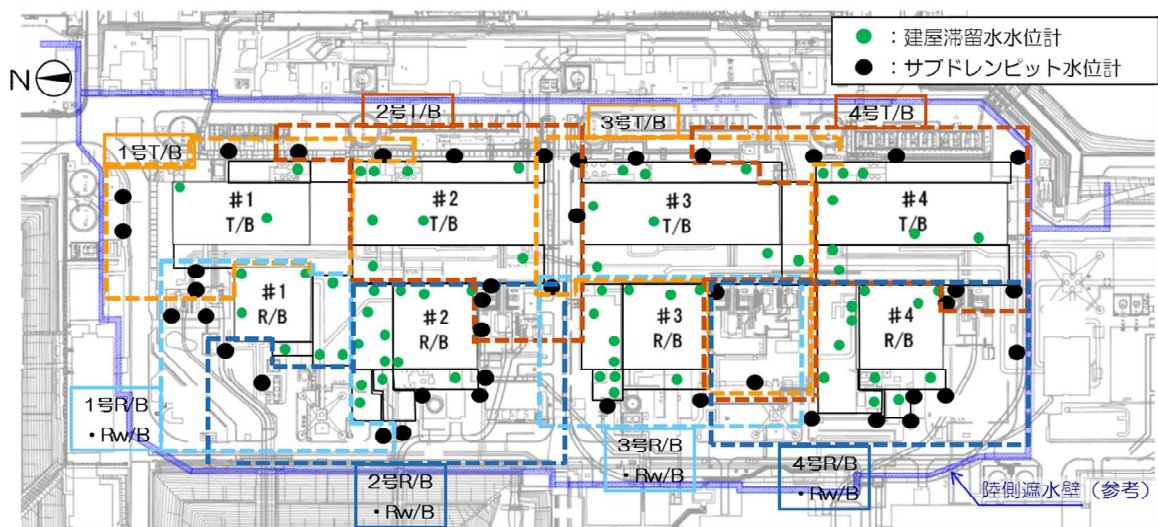 ● ：建屋滞留水水位計
● ：サブドレンピット水位計
N
2号T/B
3号T/B
4号T/B
1号T/B
#1
T/B
#2
T/B
#3
T/B
#4
T/B
#1
R/B
#2
R/B
#3
R/B
#4
R/B
1号R/B
・Rw/B
2号R/B
・Rw/B
3号R/B
・Rw/B
4号R/B
・Rw/B
陸側遮水壁（参考）